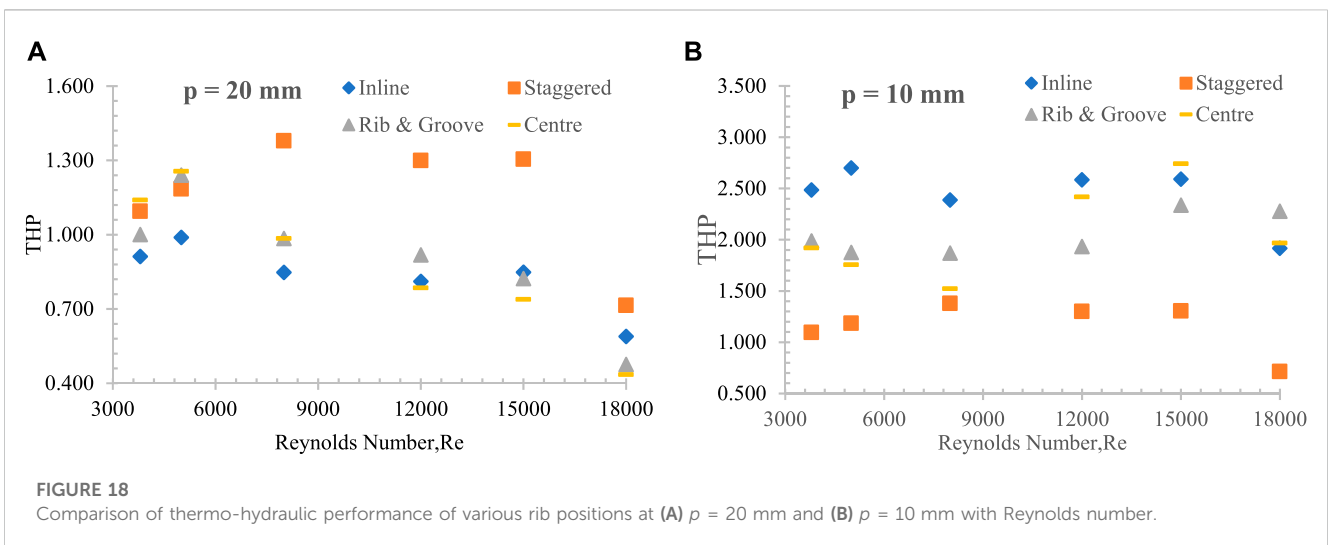 A
p = 20 mm
Inline
Staggered
Rib & Groove
Centre
1.600
1.300
1.000
0.700
0.400
THP
3000 6000 9000 12000 15000 18000
Reynolds Number,Re
B
p = 10 mm
Inline
Staggered
Rib & Groove
Centre
3.500
3.000
2.500
2.000
1.500
1.000
0.500
THP
3000 6000 9000 12000 15000 18000
Reynolds Number,Re
FIGURE 18
Comparison of thermo-hydraulic performance of various rib positions at (A) p = 20 mm and (B) p = 10 mm with Reynolds number.